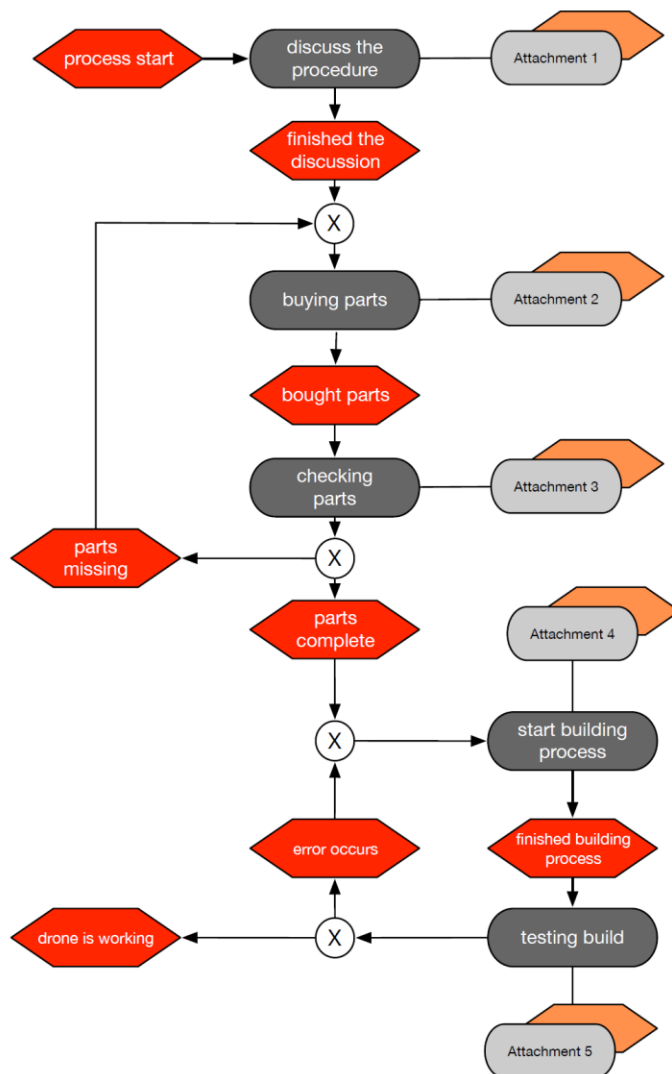 process start
discuss the
procedure
Attachment 1
finished the
discussion
X
buying parts
Attachment 2
bought parts
checking
parts
Attachment 3
parts
missing
X
parts
complete
Attachment 4
X
start building
process
error occurs
finished building
process
drone is working
X
testing build
Attachment 5